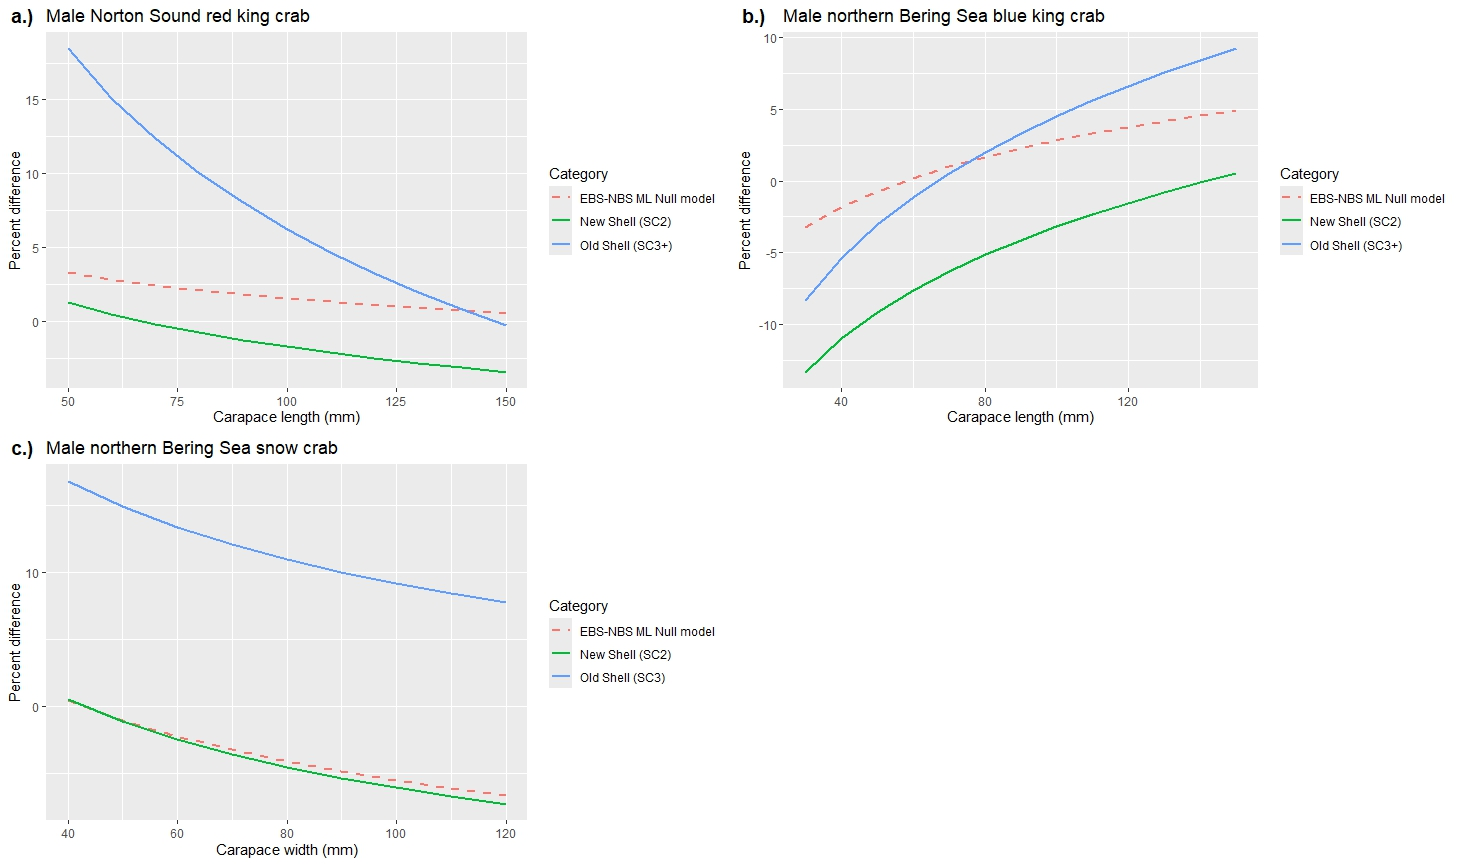 a.) Male Norton Sound red king crab
Percent difference
15
10
5
0
50 75 100 125 150
Carapace length (mm)
Category
EBS-NBS ML Null model
New Shell (SC2)
Old Shell (SC3+)
b.) Male northern Bering Sea blue king crab
Percent difference
10
5
0
-5
-10
40 80 120
Carapace length (mm)
Category
EBS-NBS ML Null model
New Shell (SC2)
Old Shell (SC3+)
c.) Male northern Bering Sea snow crab
Percent difference
10
0
40 60 80 100 120
Carapace width (mm)
Category
EBS-NBS ML Null model
New Shell (SC2)
Old Shell (SC3)